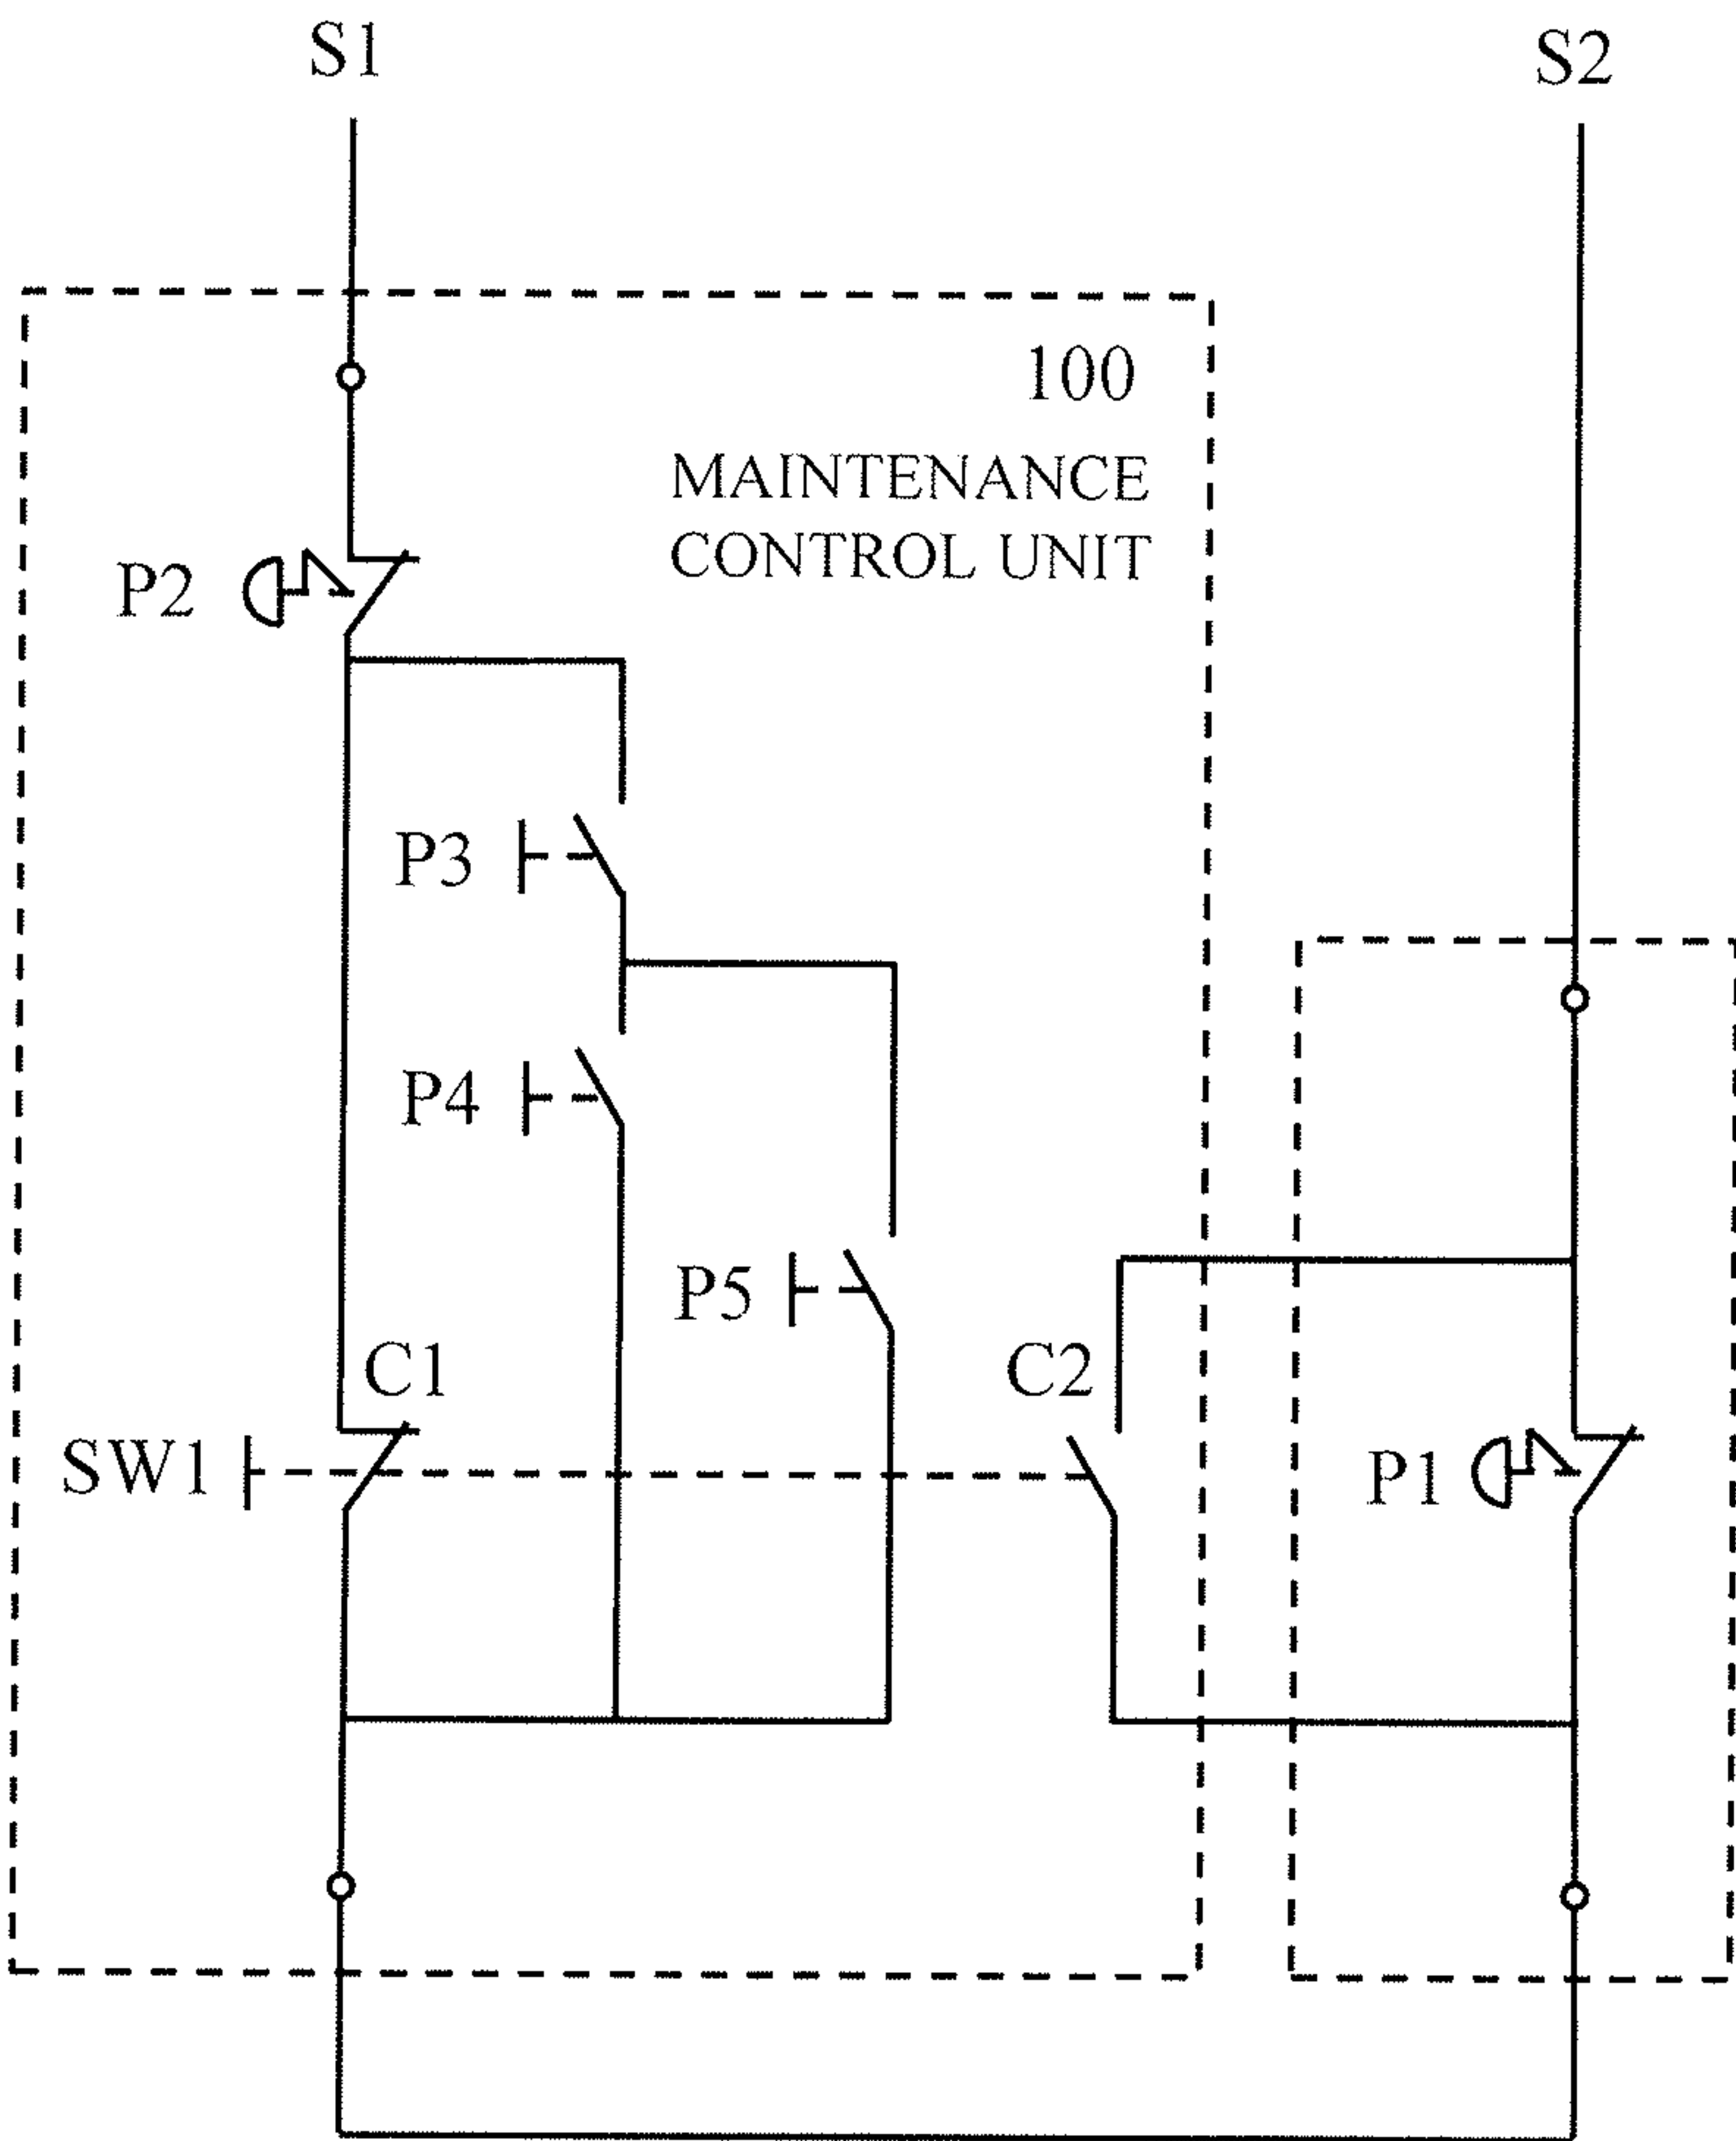 S1
S2
100
MAINTENANCE
CONTROL UNIT
P2
P3
P4
P5
C1
C2
SW1
P1